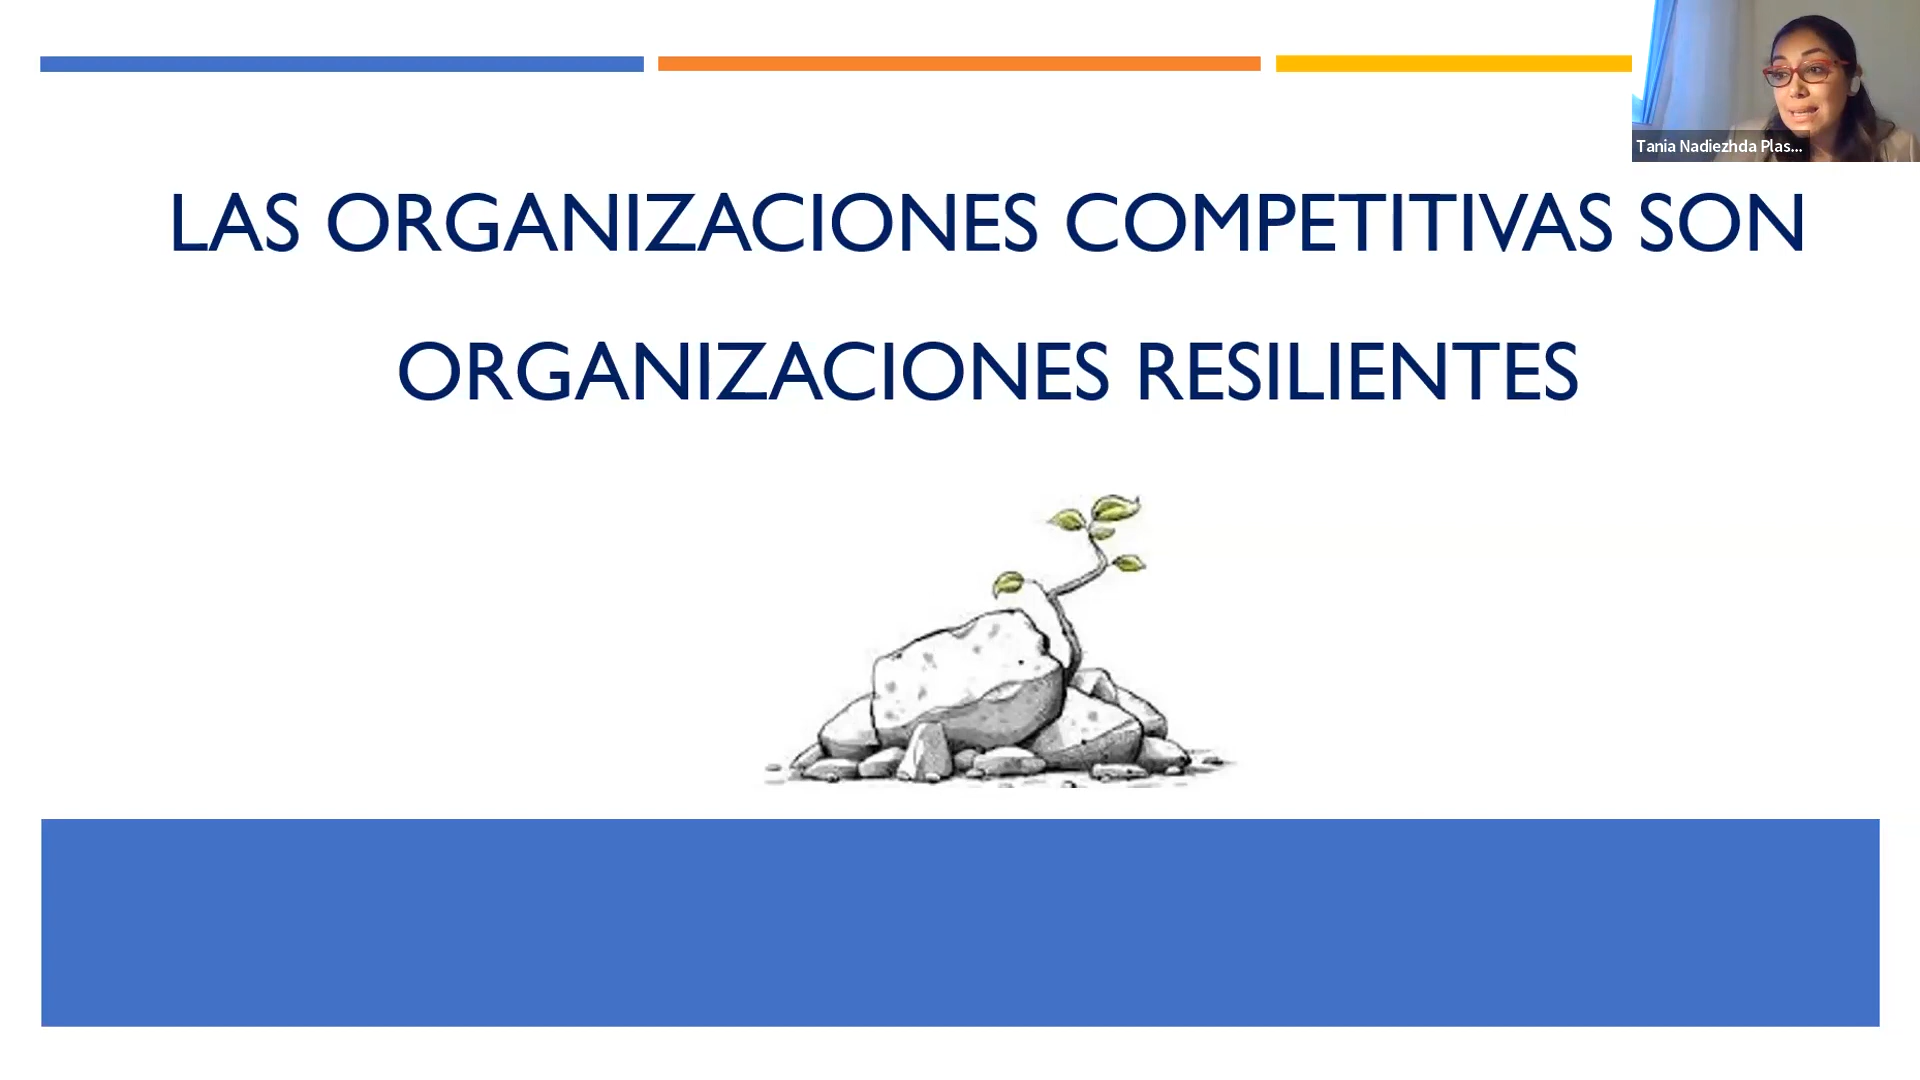 LAS ORGANIZACIONES COMPETITIVAS SON
ORGANIZACIONES RESILIENTES
Tania Nadiezhda Plas...